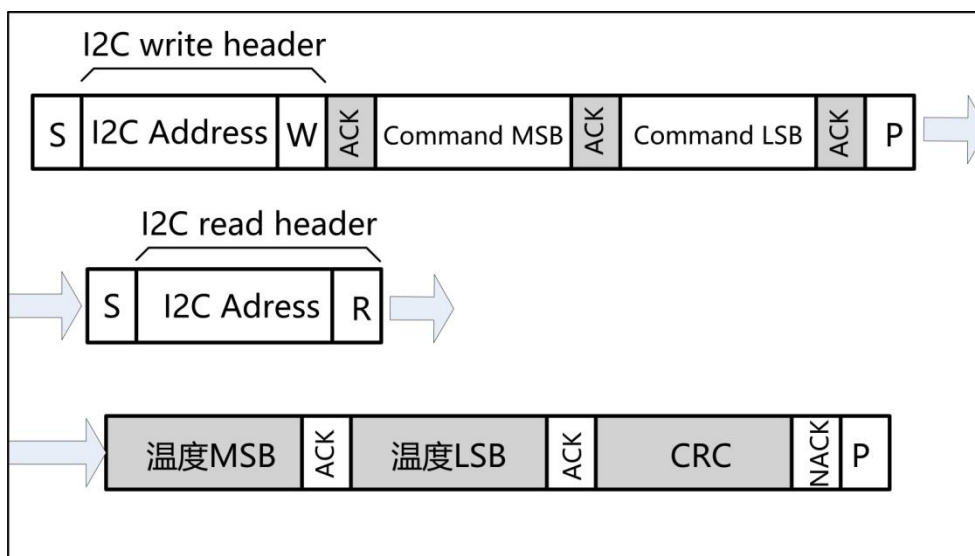 I2C write header
S I2C Address W ACK Command MSB ACK Command LSB ACK P
I2C read header
S I2C Adress R
温度MSB ACK 温度LSB ACK CRC NACK P